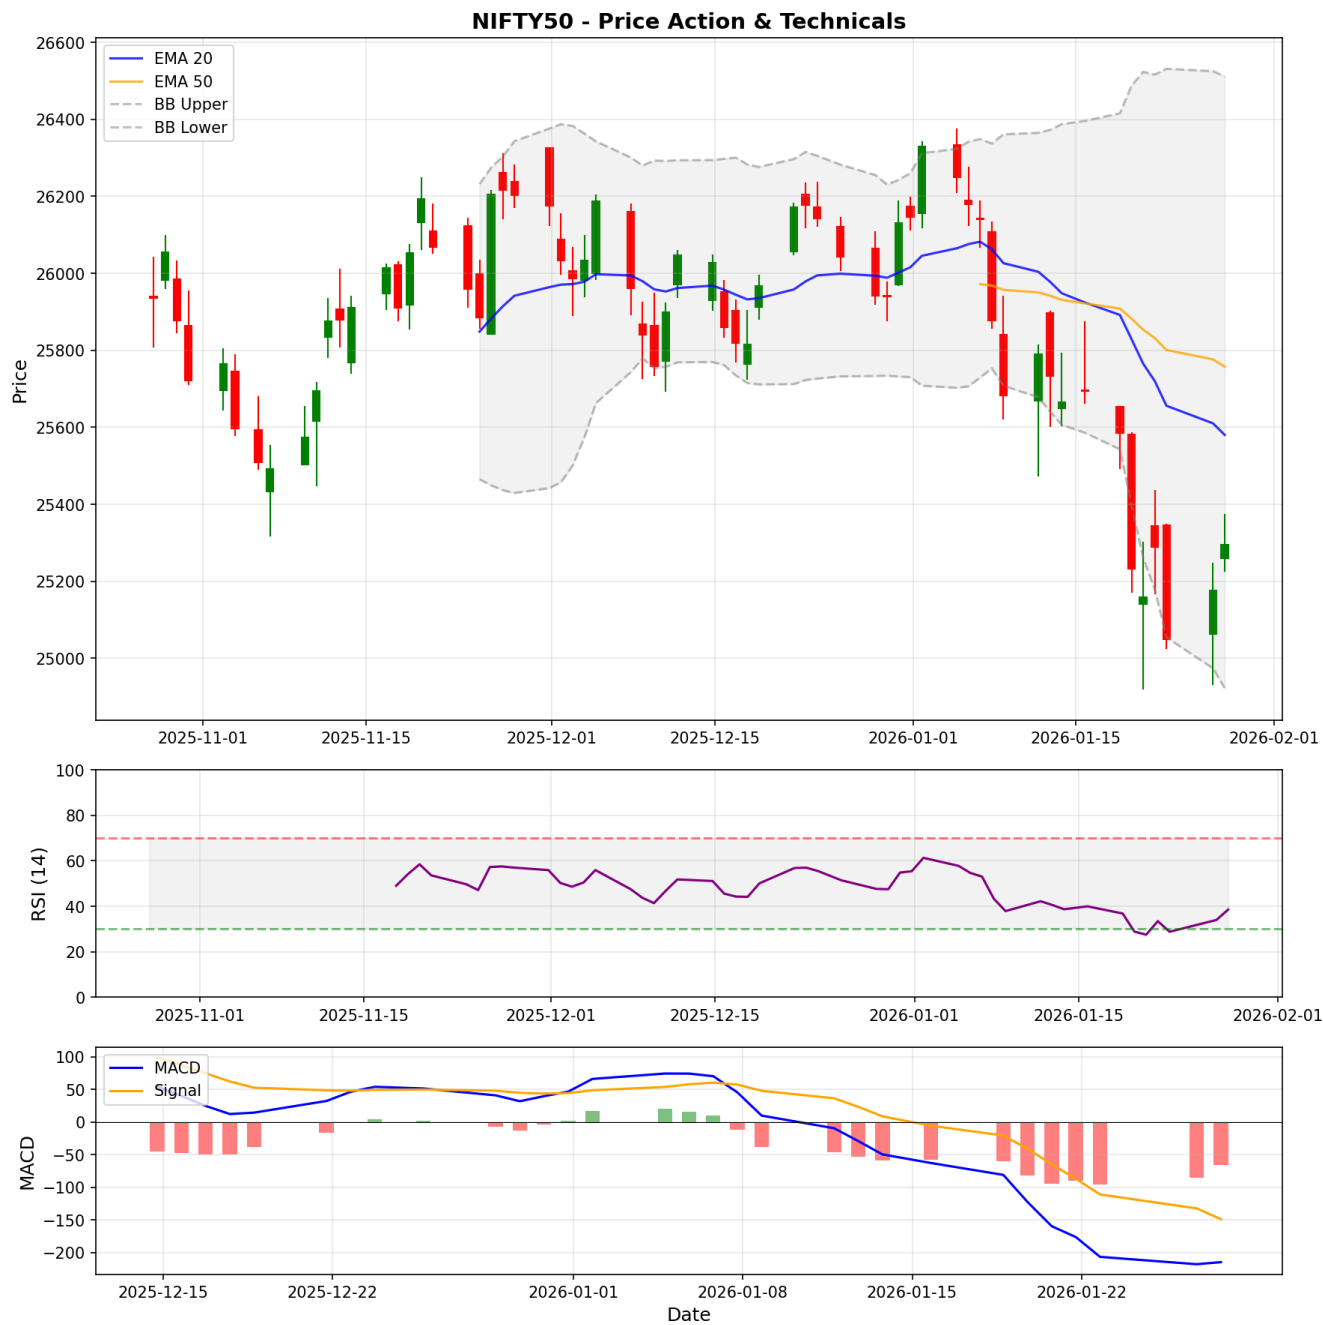 NIFTY50 - Price Action & Technicals
EMA 20
EMA 50
BB Upper
BB Lower
Price
26600
26400
26200
26000
25800
25600
25400
25200
25000
2025-11-01 2025-11-15 2025-12-01 2025-12-15 2026-01-01 2026-01-15 2026-02-01
RSI (14)
100
80
60
40
20
0
2025-11-01 2025-11-15 2025-12-01 2025-12-15 2026-01-01 2026-01-15 2026-02-01
MACD
Signal
MACD
100
50
0
−50
−100
−150
−200
2025-12-15 2025-12-22 2026-01-01 2026-01-08 2026-01-15 2026-01-22
Date